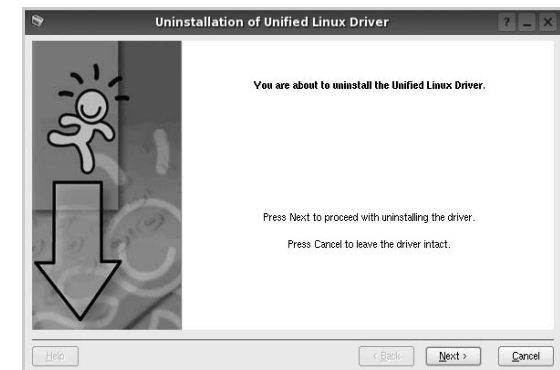 Uninstallation of Unified Linux Driver
? _ X
You are about to uninstall the Unified Linux Driver.
Press Next to proceed with uninstalling the driver.
Press Cancel to leave the driver intact.
Help
< Back
Next >
Cancel